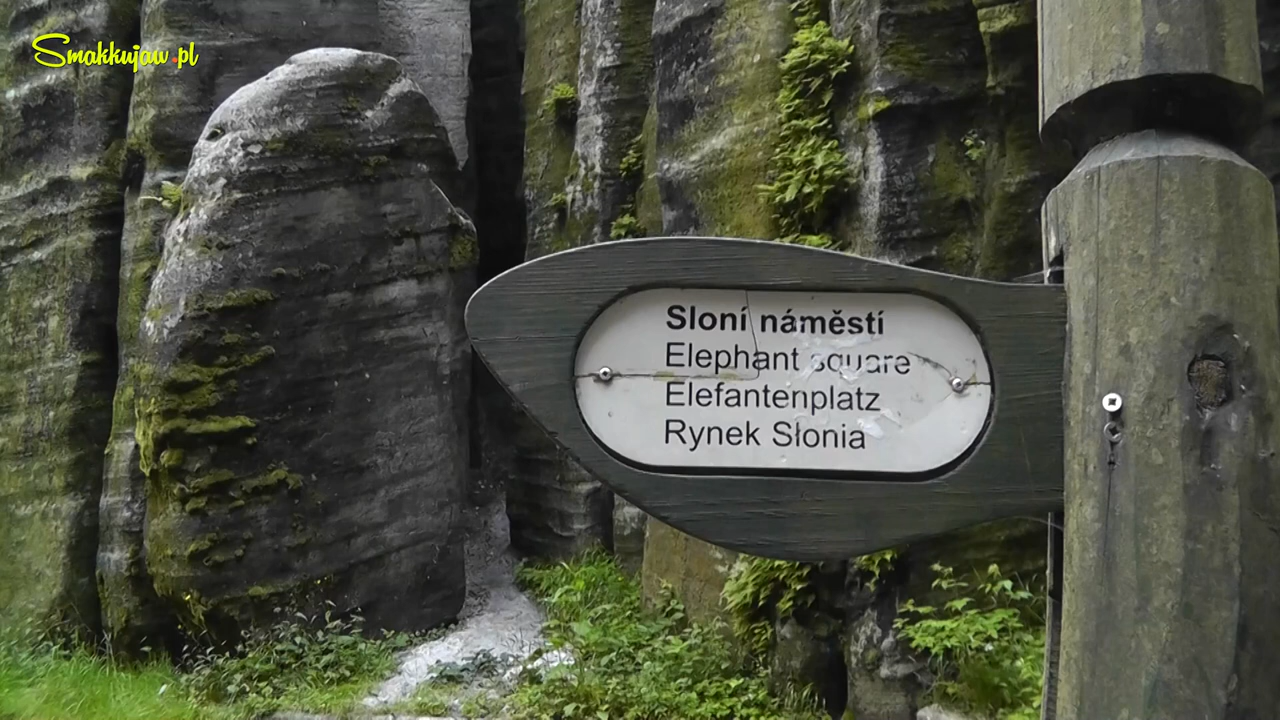 Smakkujaw.pl
Sloní náměstí
Elephant square
Elefantenplatz
Rynek Słonia